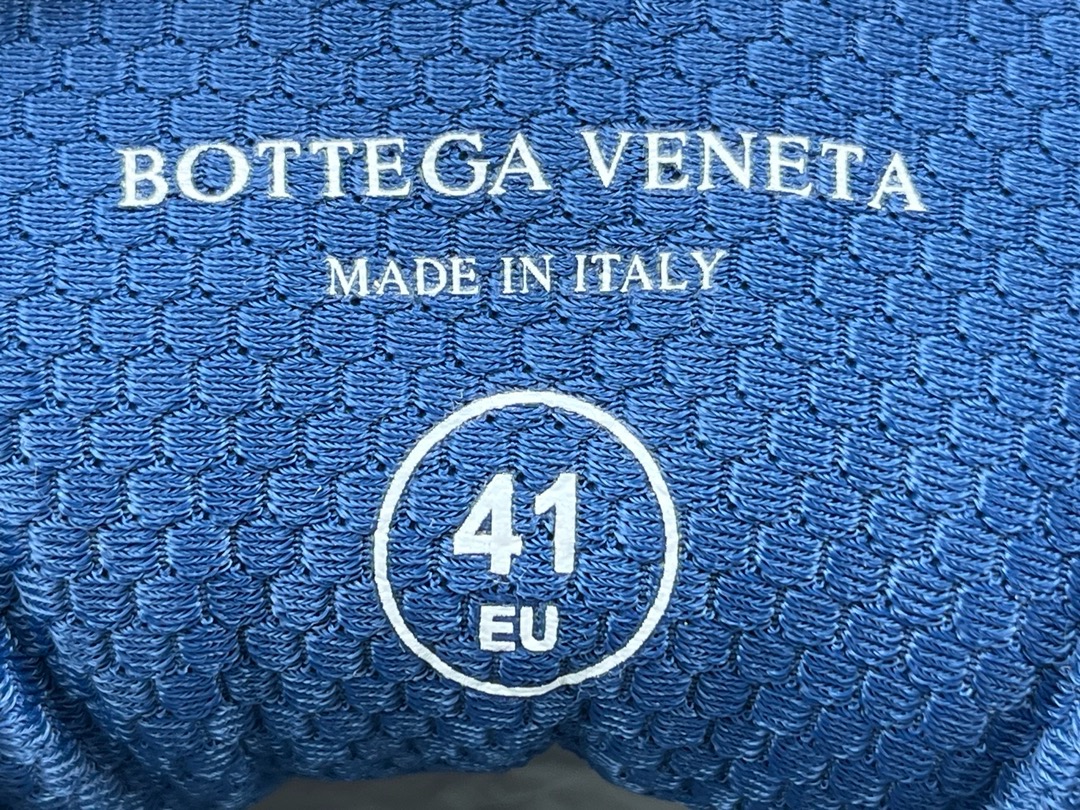 BOTTEGA VENETA
MADE IN ITALY
41
EU